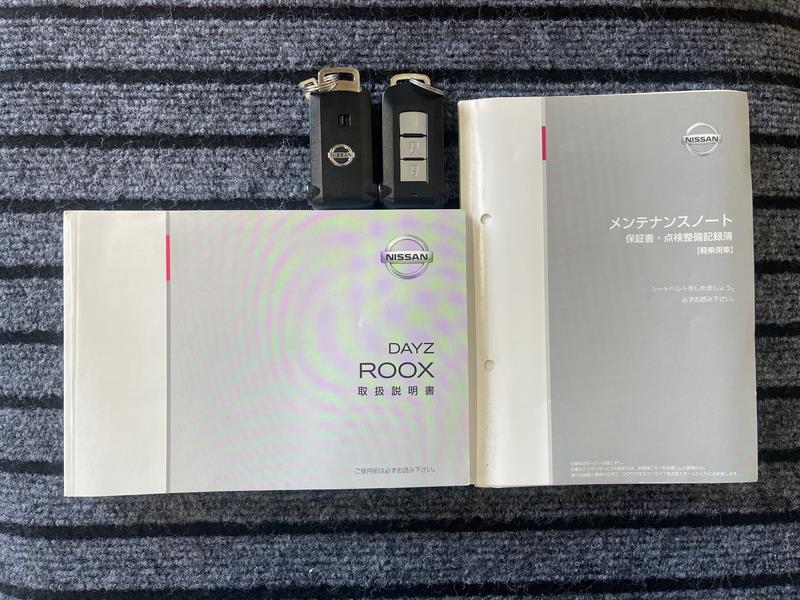 NISSAN
NISSAN
メンテナンスノート
保証書・点検整備記録簿
【軽乗用車】
シートベルトをしめましょう。
必ずお読み下さい。
NISSAN
DAYZ
ROOX
取扱説明書
ご使用前は必ずお読み下さい。